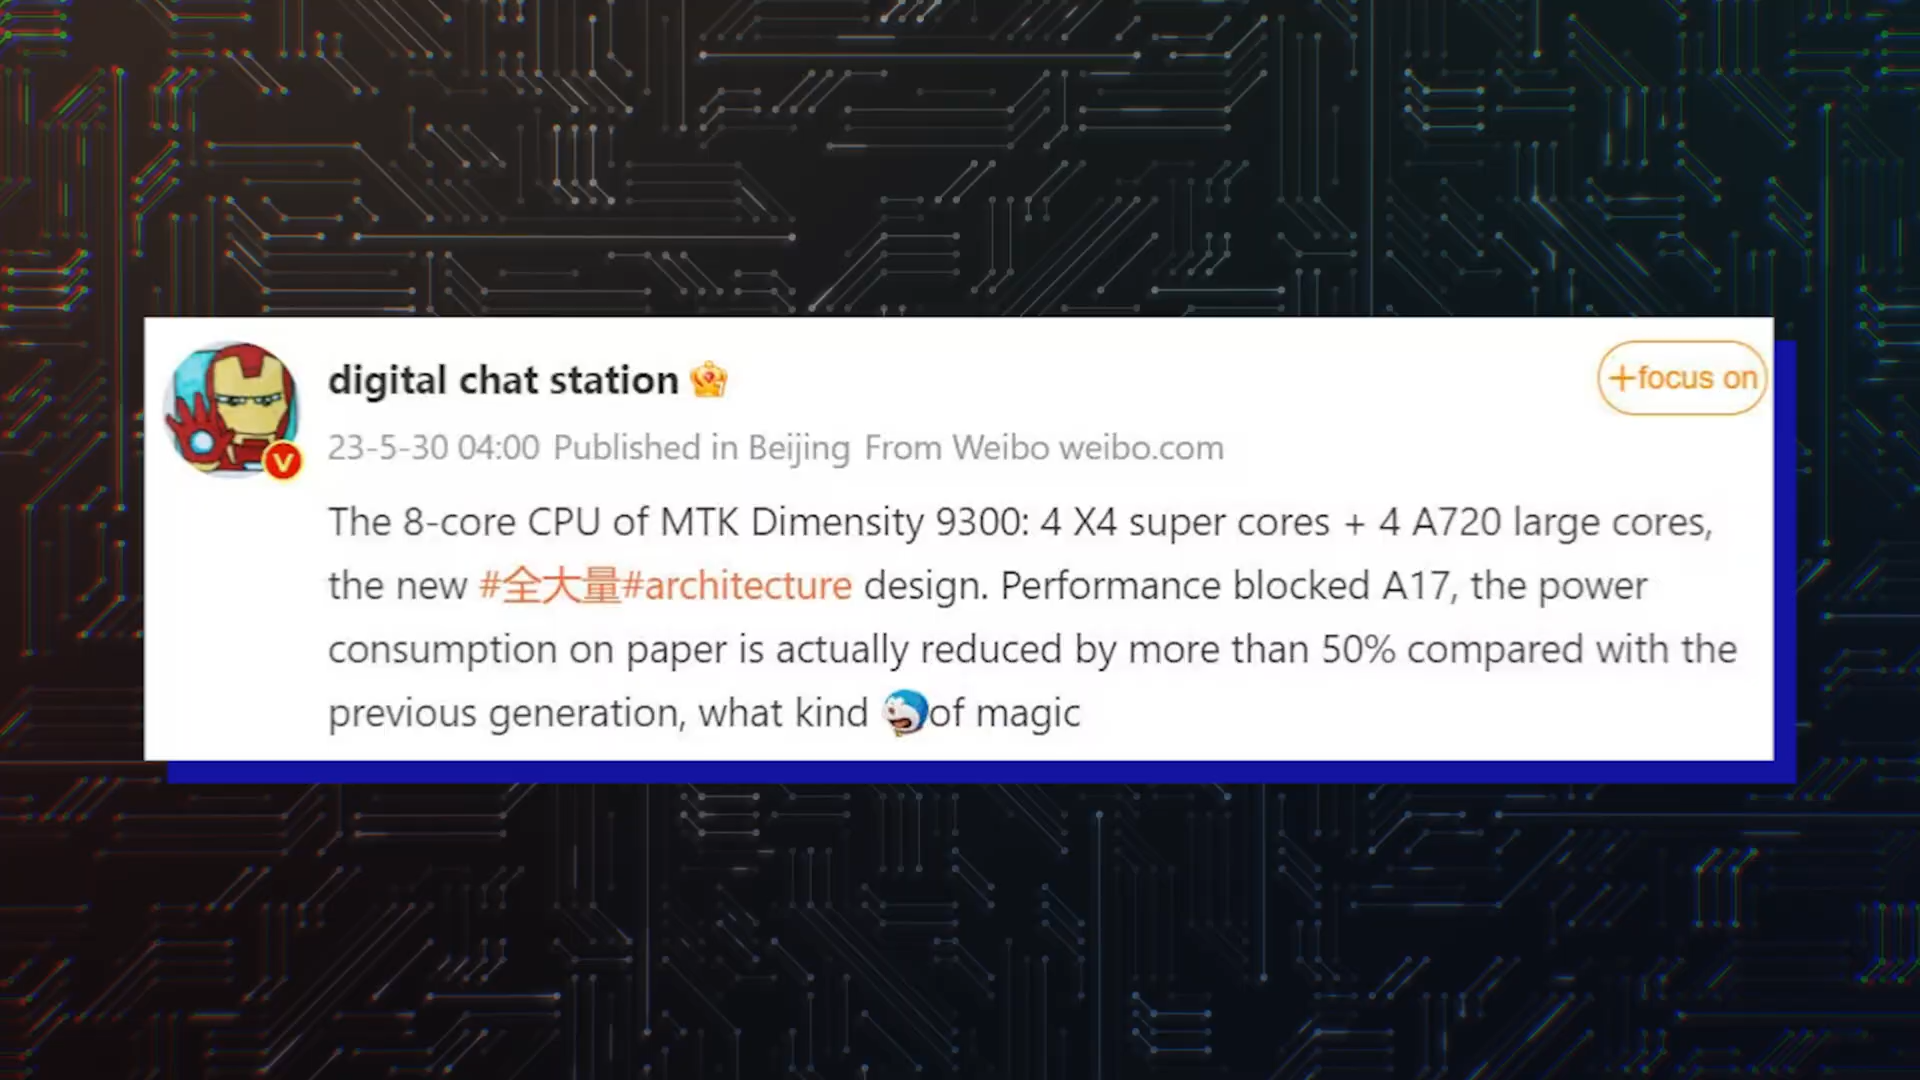 digital chat station
+focus on
23-5-30 04:00 Published in Beijing From Weibo weibo.com
The 8-core CPU of MTK Dimensity 9300: 4 X4 super cores + 4 A720 large cores,
the new #全大量#architecture design. Performance blocked A17, the power
consumption on paper is actually reduced by more than 50% compared with the
previous generation, what kind of magic